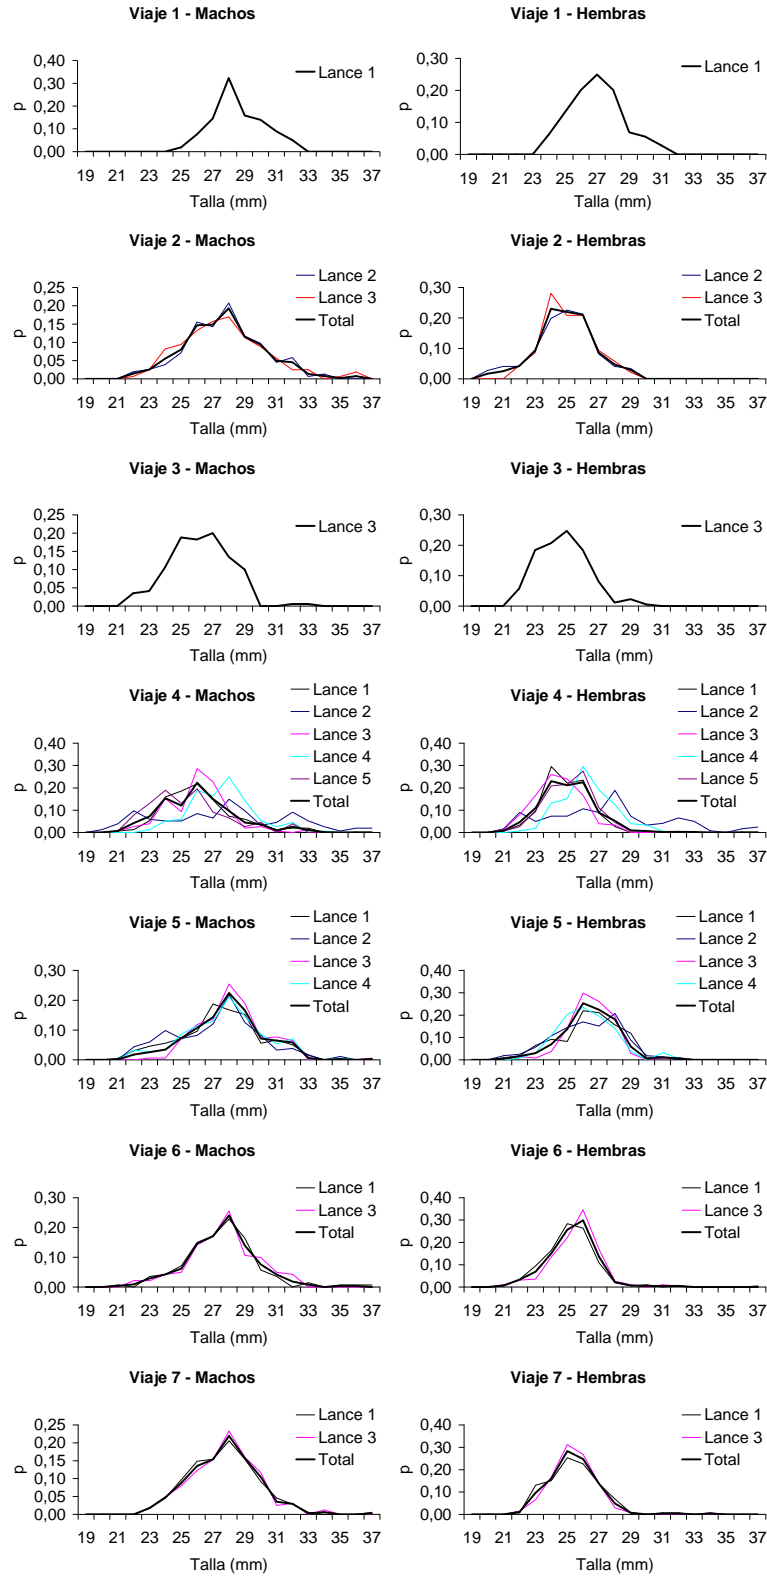 Viaje 1 - Machos
Lance 1
0,40
0,30
0,20
0,10
0,00
p
19 21 23 25 27 29 31 33 35 37
Talla (mm)
Viaje 1 - Hembras
Lance 1
0,30
0,20
0,10
0,00
p
19 21 23 25 27 29 31 33 35 37
Talla (mm)
Viaje 2 - Machos
Lance 2
Lance 3
Total
0,25
0,20
0,15
0,10
0,05
0,00
p
19 21 23 25 27 29 31 33 35 37
Talla (mm)
Viaje 2 - Hembras
Lance 2
Lance 3
Total
0,30
0,20
0,10
0,00
p
19 21 23 25 27 29 31 33 35 37
Talla (mm)
Viaje 3 - Machos
Lance 3
0,25
0,20
0,15
0,10
0,05
0,00
p
19 21 23 25 27 29 31 33 35 37
Talla (mm)
Viaje 3 - Hembras
Lance 3
0,30
0,20
0,10
0,00
p
19 21 23 25 27 29 31 33 35 37
Talla (mm)
Viaje 4 - Machos
Lance 1
Lance 2
Lance 3
Lance 4
Lance 5
Total
0,40
0,30
0,20
0,10
0,00
p
19 21 23 25 27 29 31 33 35 37
Talla (mm)
Viaje 4 - Hembras
Lance 1
Lance 2
Lance 3
Lance 4
Lance 5
Total
0,40
0,30
0,20
0,10
0,00
p
19 21 23 25 27 29 31 33 35 37
Talla (mm)
Viaje 5 - Machos
Lance 1
Lance 2
Lance 3
Lance 4
Total
0,30
0,20
0,10
0,00
p
19 21 23 25 27 29 31 33 35 37
Talla (mm)
Viaje 5 - Hembras
Lance 1
Lance 2
Lance 3
Lance 4
Total
0,40
0,30
0,20
0,10
0,00
p
19 21 23 25 27 29 31 33 35 37
Talla (mm)
Viaje 6 - Machos
Lance 1
Lance 3
Total
0,30
0,20
0,10
0,00
p
19 21 23 25 27 29 31 33 35 37
Talla (mm)
Viaje 6 - Hembras
Lance 1
Lance 3
Total
0,40
0,30
0,20
0,10
0,00
p
19 21 23 25 27 29 31 33 35 37
Talla (mm)
Viaje 7 - Machos
Lance 1
Lance 3
Total
0,25
0,20
0,15
0,10
0,05
0,00
p
19 21 23 25 27 29 31 33 35 37
Talla (mm)
Viaje 7 - Hembras
Lance 1
Lance 3
Total
0,40
0,30
0,20
0,10
0,00
p
19 21 23 25 27 29 31 33 35 37
Talla (mm)